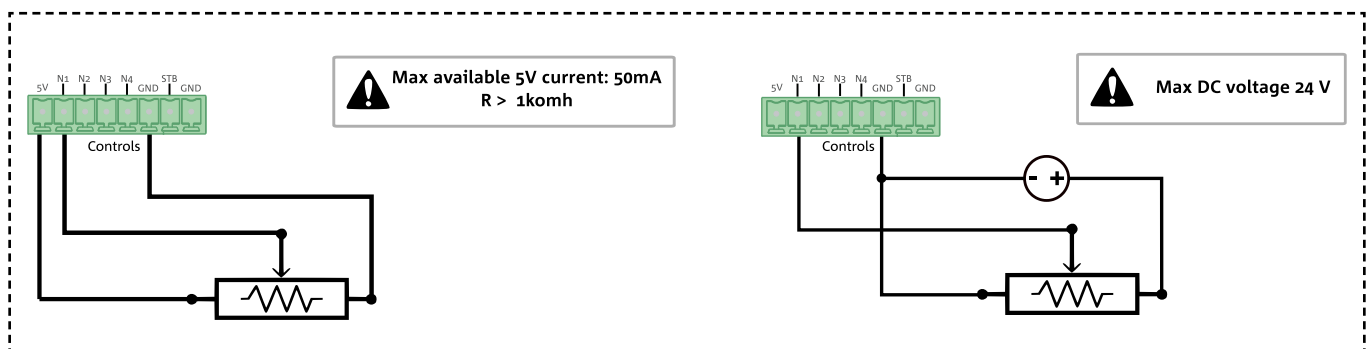 5V N1 N2 N3 N4 GND STB GND
Controls
Max available 5V current: 50mA
R > 1komh
5V N1 N2 N3 N4 GND STB GND
Controls
Max DC voltage 24 V
- +